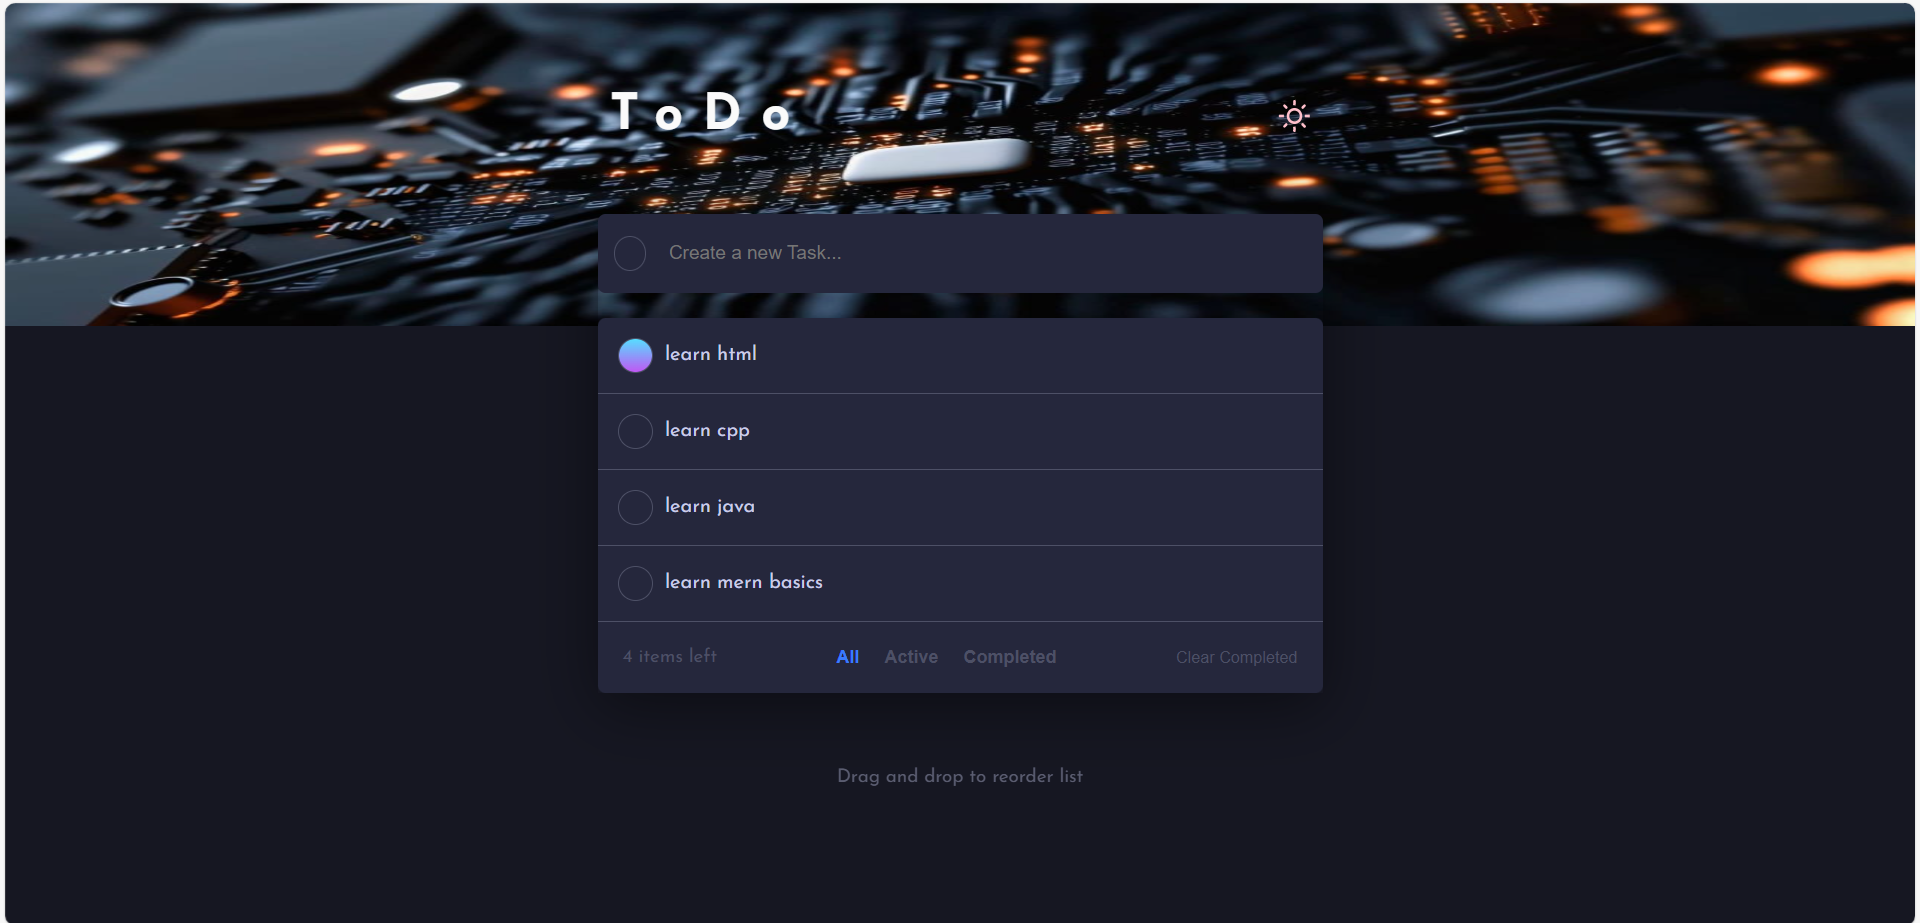 ToDo
Create a new Task...
learn html
learn cpp
learn java
learn mern basics
4 items left All Active Completed Clear Completed
Drag and drop to reorder list